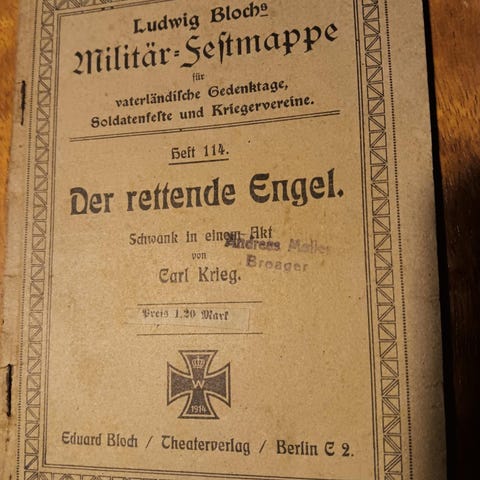 Ludwig Blochs
Militär=Festmappe
für
vaterländische Gedenktage,
Soldatenfeste und Kriegervereine.
Heft 114.
Der rettende Engel.
Schwank in einem Akt
von
Carl Krieg.
Andreas
Broager
Preis 1,20 Mark
W
1914
Eduard Bloch / Theaterverlag / Berlin C 2.